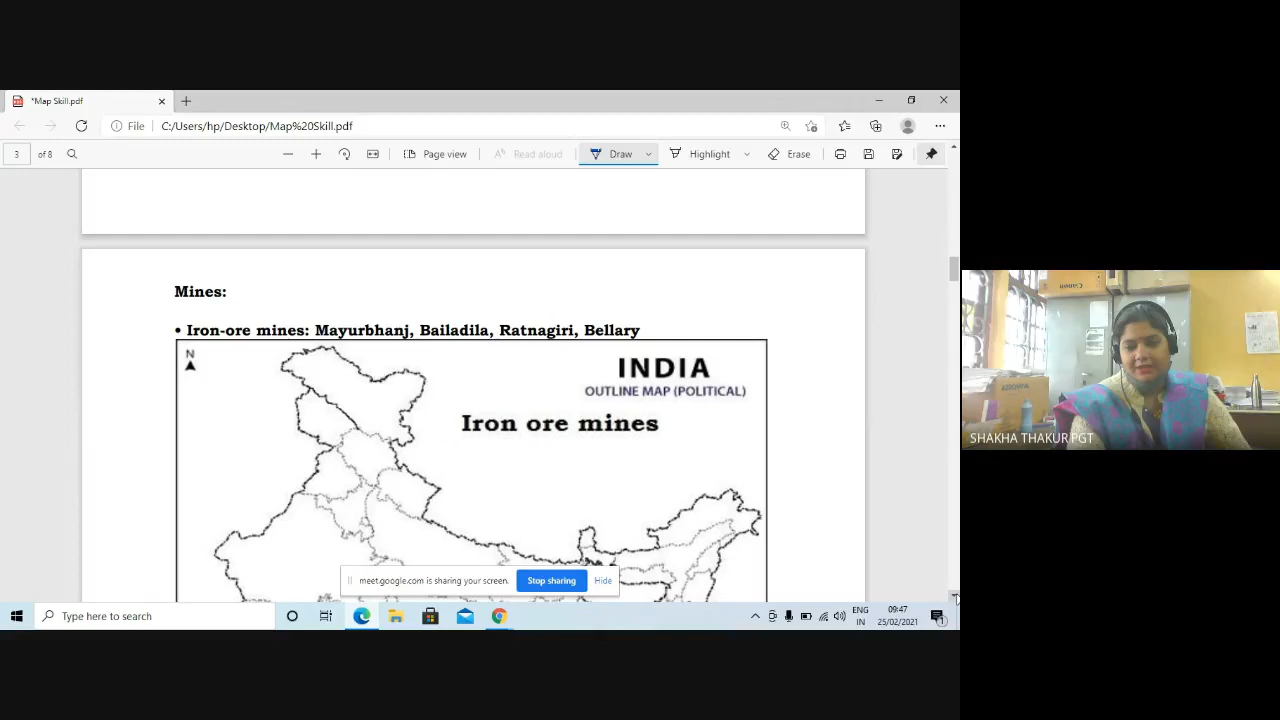 *Map Skill.pdf
File
C:/Users/hp/Desktop/Map%20Skill.pdf
3 of 8
Page view
Read aloud
Draw
Highlight
Erase
Mines:
• Iron-ore mines: Mayurbhanj, Bailadila, Ratnagiri, Bellary
N
INDIA
OUTLINE MAP (POLITICAL)
Iron ore mines
meet.google.com is sharing your screen.
Stop sharing
Hide
Type here to search
ENG
IN
09:47
25/02/2021
1
Canon
SHAKHA THAKUR PGT